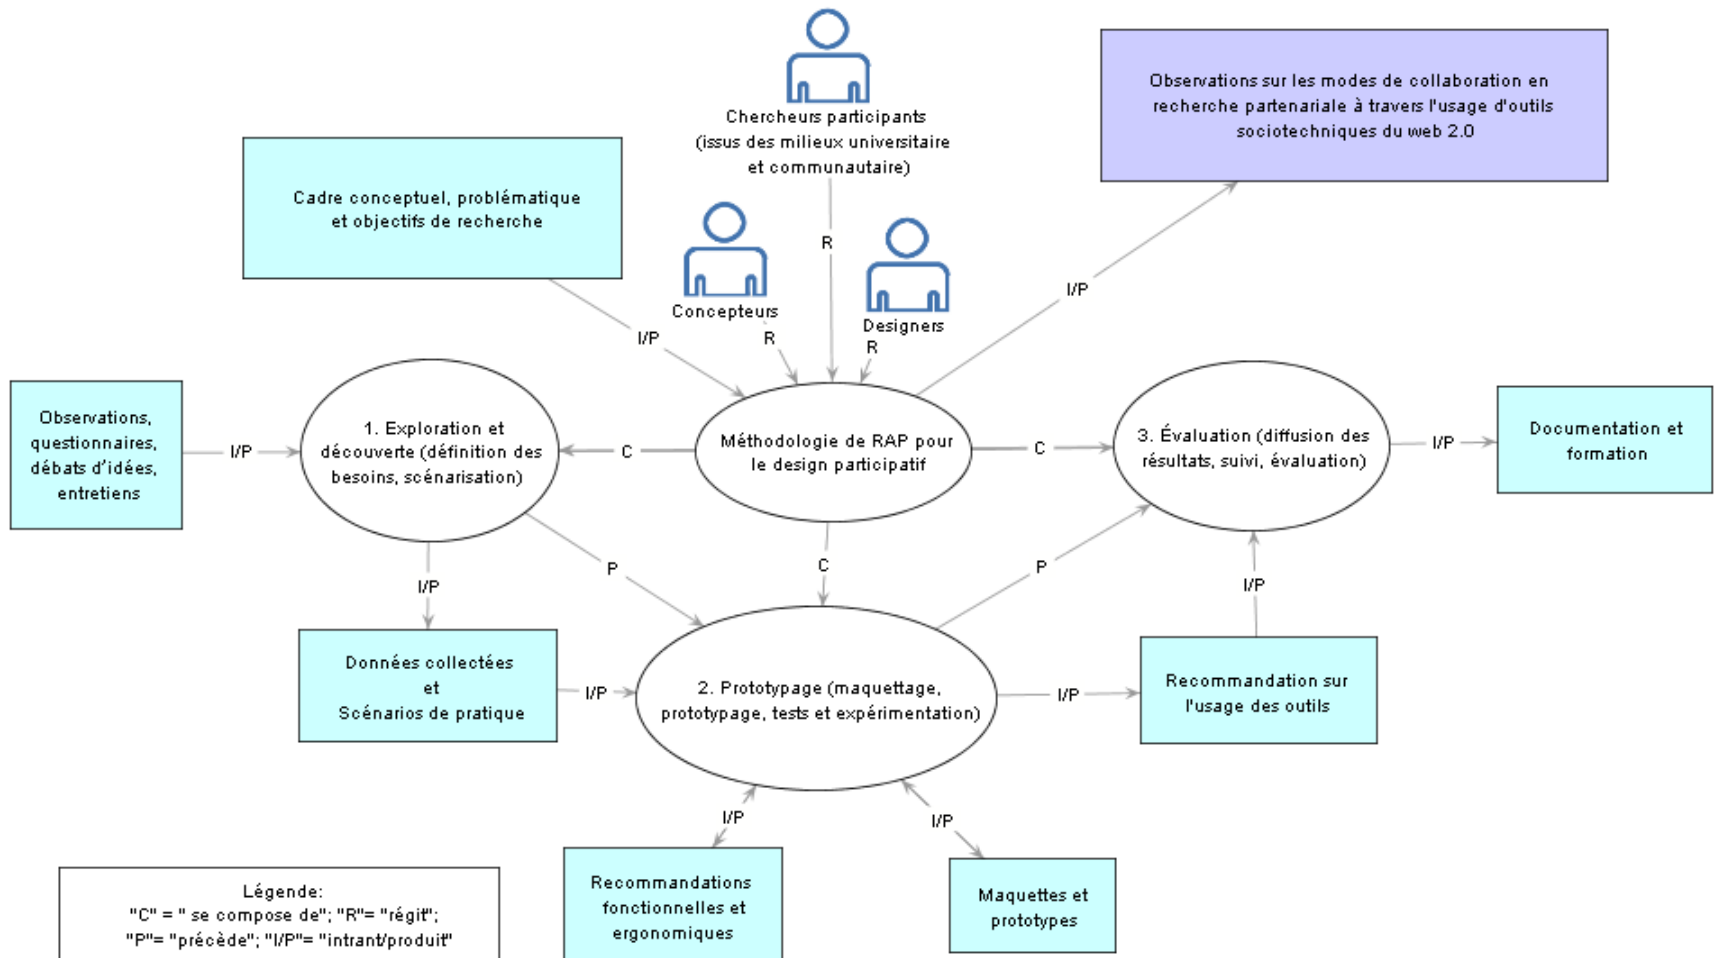 Chercheurs participants
(issus des milieux universitaire
et communautaire)
Observations sur les modes de collaboration en
recherche partenariale à travers l'usage d'outils
sociotechniques du web 2.0
Cadre conceptuel, problématique
et objectifs de recherche
R
I/P
Concepteurs
R
Designers
R
I/P
Observations,
questionnaires,
débats d'idées,
entretiens
I/P
1. Exploration et
découverte (définition des
besoins, scénarisation)
C
Méthodologie de RAP pour
le design participatif
C
3. Évaluation (diffusion des
résultats, suivi, évaluation)
I/P
Documentation et
formation
I/P
P
C
P
I/P
Données collectées
et
Scénarios de pratique
I/P
2. Prototypage (maquettage,
prototypage, tests et expérimentation)
I/P
Recommandation sur
l'usage des outils
I/P
I/P
Recommandations
fonctionnelles et
ergonomiques
Maquettes et
prototypes
Légende:
"C" = " se compose de"; "R"= "régit";
"P"= "précède"; "I/P"= "intrant/produit"